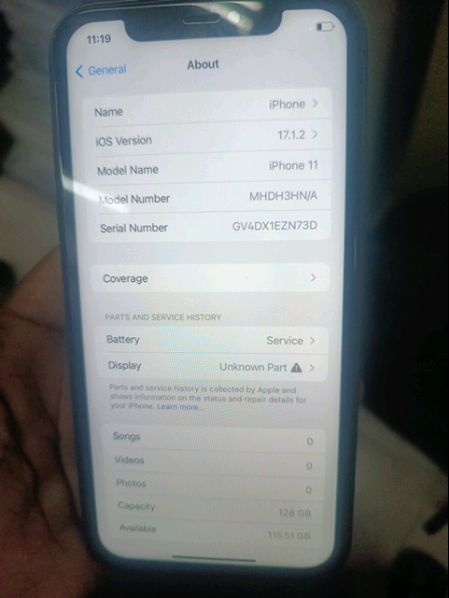 11:19
General
About
Name iPhone
iOS Version 17.1.2
Model Name iPhone 11
Model Number MHDH3HN/A
Serial Number GV4DX1EZN73D
Coverage
PARTS AND SERVICE HISTORY
Battery Service
Display Unknown Part
Parts and service history is collected by Apple and
shows information on the status and repair details for
your iPhone. Learn more...
Songs 0
Videos 0
Photos 0
Capacity 128 GB
Available 115.51 GB